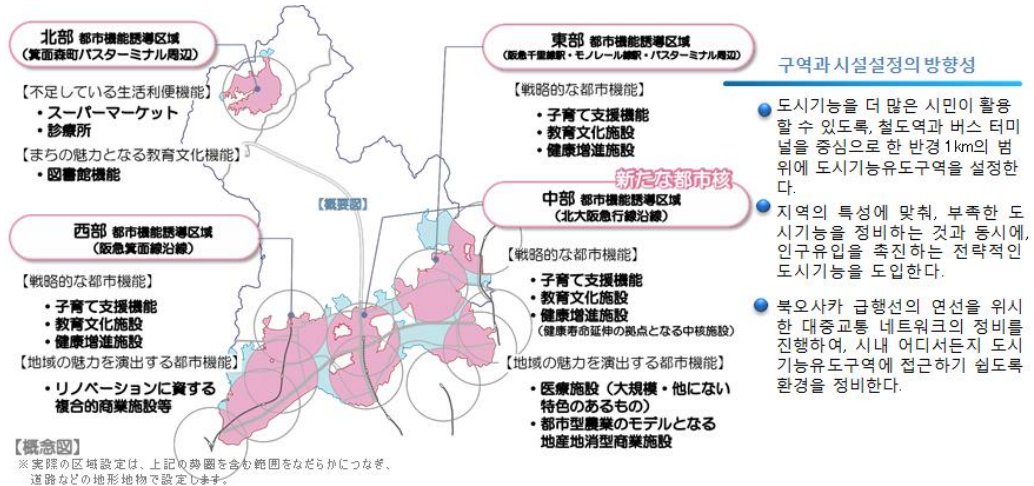 北部 都市機能誘導区域
(箕面森町バスターミナル周辺)
【不足している生活利便機能】
・スーパーマーケット
・診療所
【まちの魅力となる教育文化機能】
・図書館機能
東部 都市機能誘導区域
(阪急千里線駅・モノレール線駅・バスターミナル周辺)
【戦略的な都市機能】
・子育て支援機能
・教育文化施設
・健康増進施設
新たな都市核
中部 都市機能誘導区域
(北大阪急行線沿線)
【概要図】
西部 都市機能誘導区域
(阪急箕面線沿線)
【戦略的な都市機能】
・子育て支援機能
・教育文化施設
・健康増進施設
【地域の魅力を演出する都市機能】
・リノベーションに資する
複合的商業施設等
【戦略的な都市機能】
・子育て支援機能
・教育文化施設
・健康増進施設
(健康寿命延伸の拠点となる中核施設)
【地域の魅力を演出する都市機能】
・医療施設(大規模・他にない
特色のあるもの)
・都市型農業のモデルとなる
地産地消型商業施設
【概念図】
※実際の区域設定は、上記の勢圏を含む範囲をなだらかにつなぎ、
道路などの地形地物で設定します。
구역과 시설설정의 방향성
도시기능을 더 많은 시민이 활용
할 수 있도록, 철도역과 버스 터미
널을 중심으로 한 반경 1km의 범
위에 도시기능유도구역을 설정한
다.
지역의 특성에 맞춰, 부족한 도
시기능을 정비하는 것과 동시에,
인구유입을 촉진하는 전략적인
도시기능을 도입한다.
북오사카 급행선의 연선을 위시
한 대중교통 네트워크의 정비를
진행하여, 시내 어디서든지 도시
기능유도구역에 접근하기 쉽도록
환경을 정비한다.